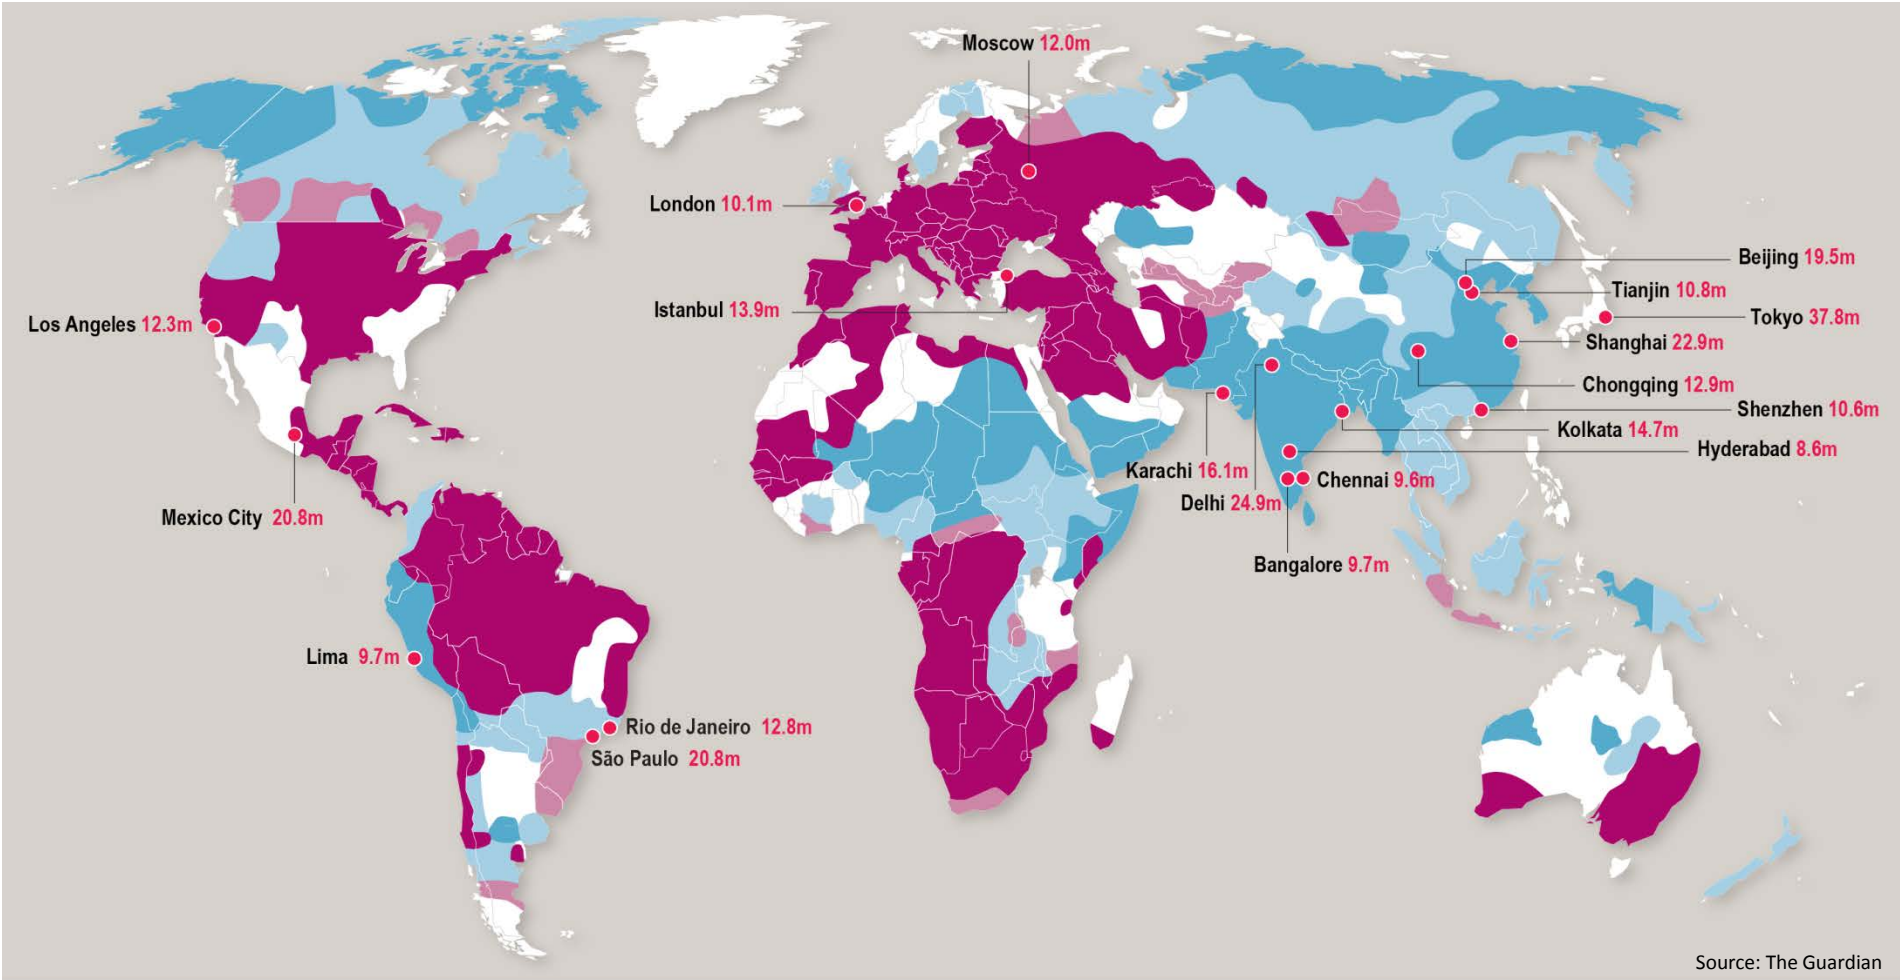 Moscow 12.0m
London 10.1m
Istanbul 13.9m
Los Angeles 12.3m
Mexico City 20.8m
Lima 9.7m
Rio de Janeiro 12.8m
São Paulo 20.8m
Beijing 19.5m
Tianjin 10.8m
Tokyo 37.8m
Shanghai 22.9m
Chongqing 12.9m
Shenzhen 10.6m
Kolkata 14.7m
Hyderabad 8.6m
Karachi 16.1m
Chennai 9.6m
Delhi 24.9m
Bangalore 9.7m
Source: The Guardian